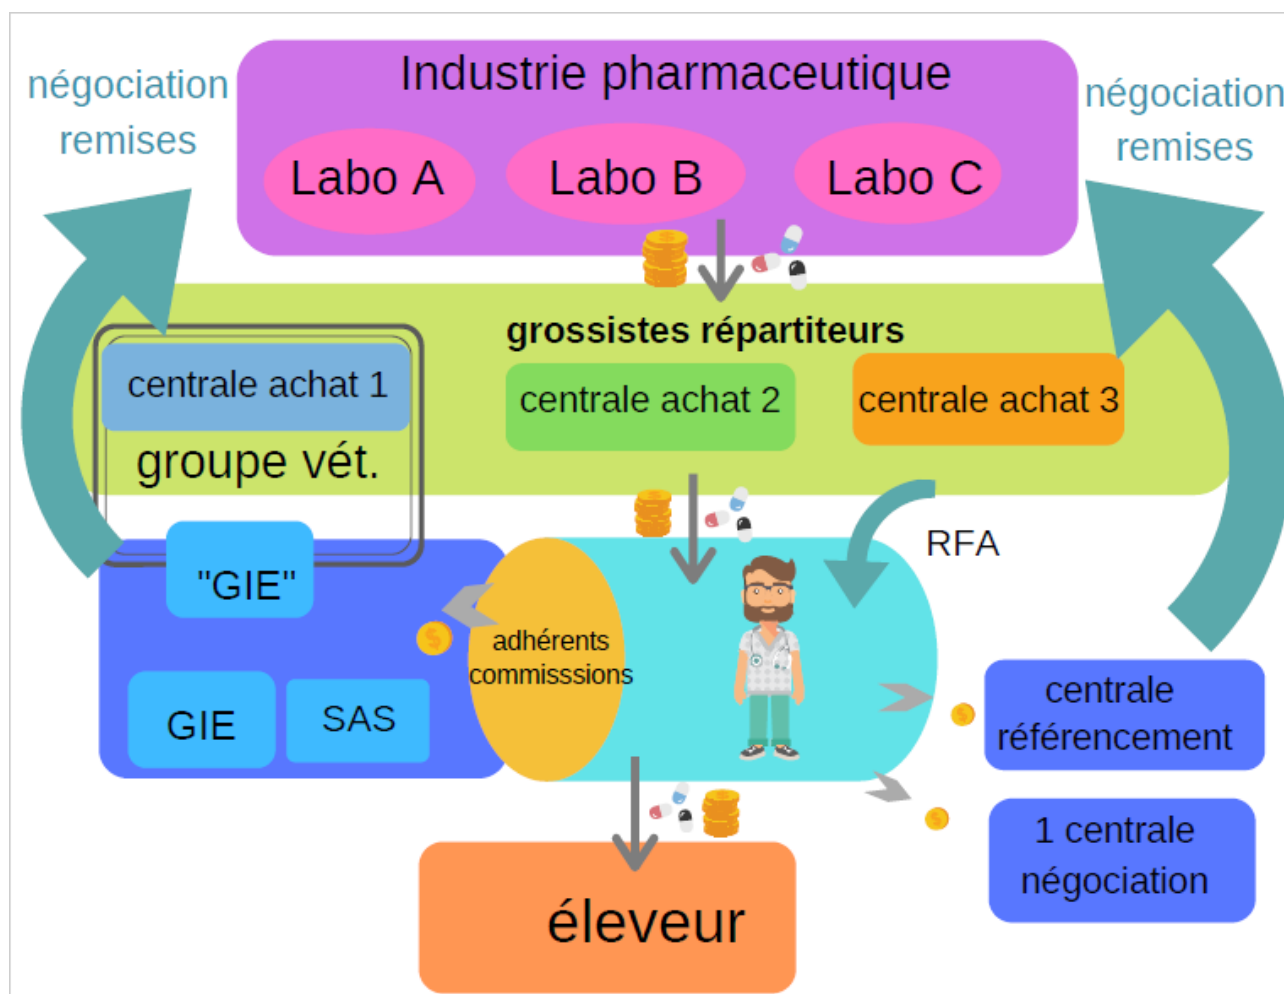 négociation
remises
Industrie pharmaceutique
négociation
remises
Labo A
Labo B
Labo C
grossistes répartiteurs
centrale achat 1
centrale achat 2
centrale achat 3
groupe vét.
RFA
"GIE"
adhérents
commisssions
GIE
SAS
centrale
référencement
1 centrale
négociation
éleveur